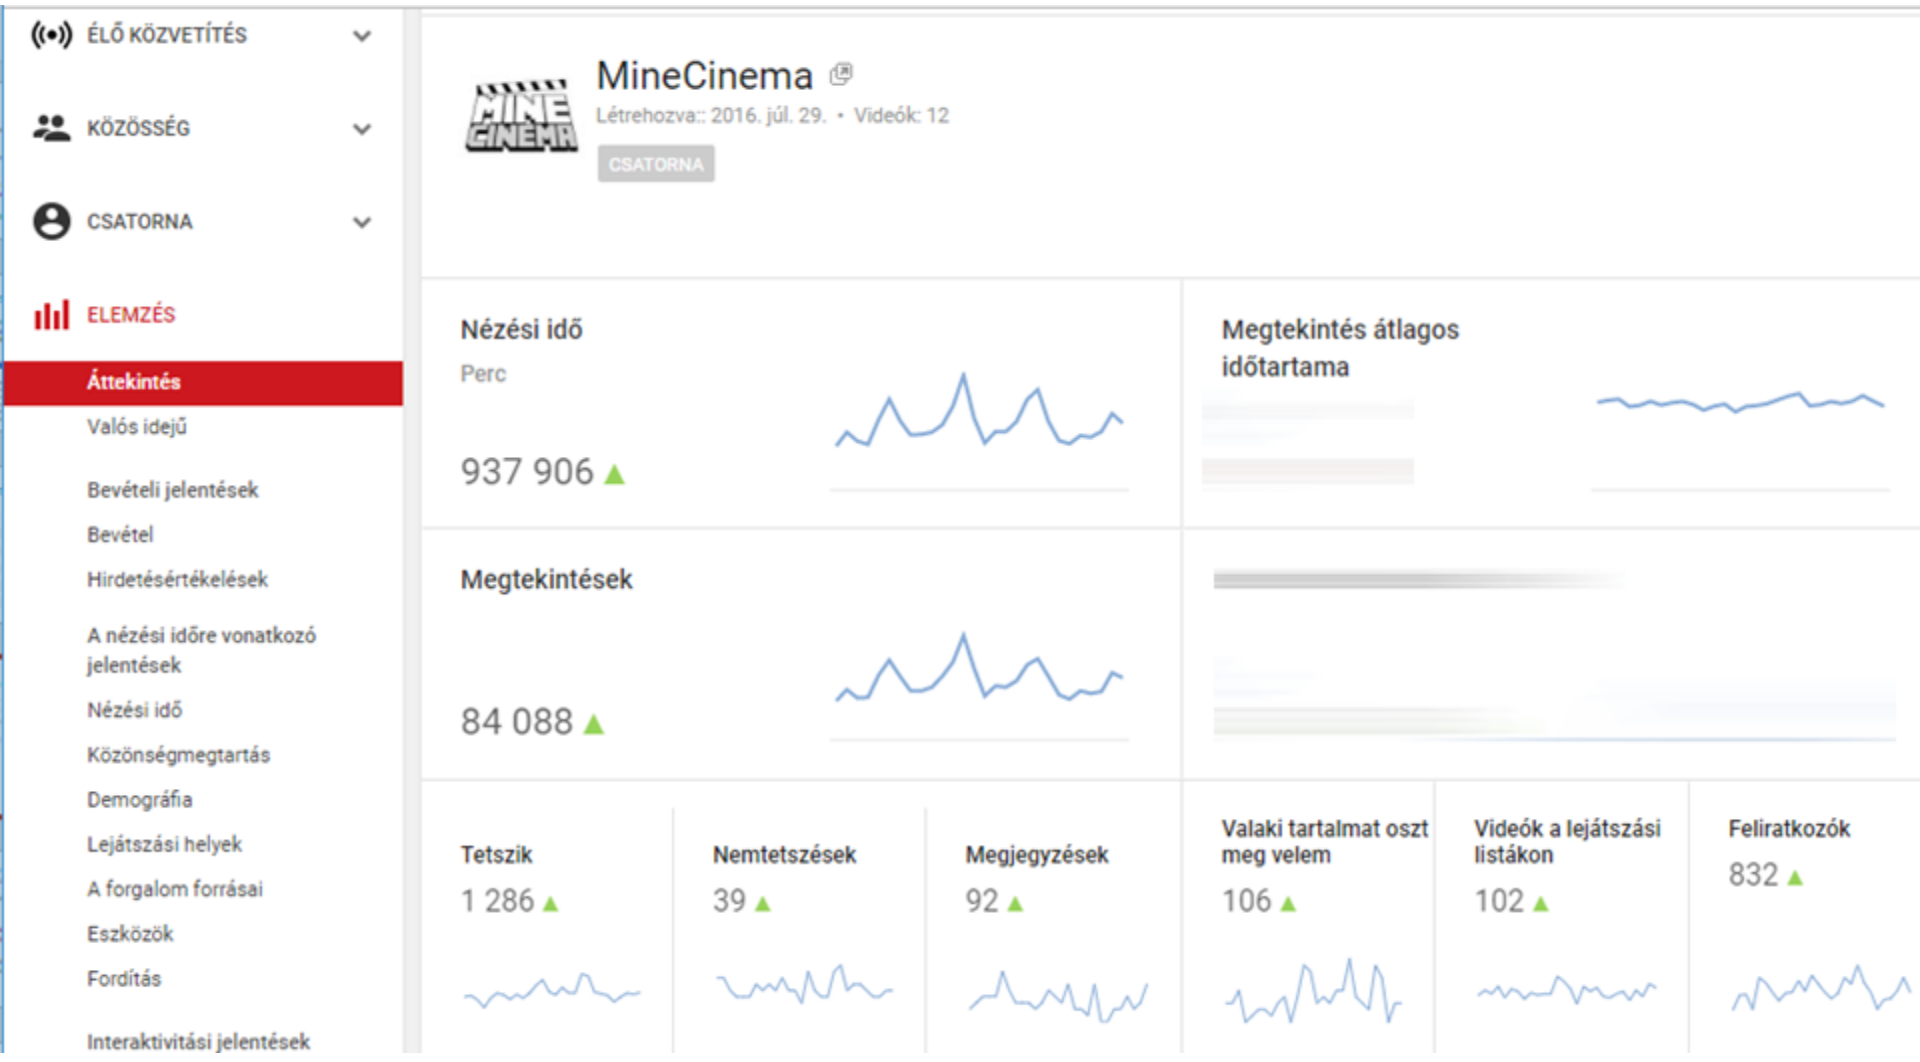 ÉLŐ KÖZVETÍTÉS
KÖZÖSSÉG
CSATORNA
ELEMZÉS
Áttekintés
Valós idejű
Bevételi jelentések
Bevétel
Hirdetésértékelések
A nézési időre vonatkozó
jelentések
Nézési idő
Közönségmegtartás
Demográfia
Lejátszási helyek
A forgalom forrásai
Eszközök
Fordítás
Interaktivitási jelentések
MINE
CINEMA
MineCinema
Létrehozva:: 2016. júl. 29. • Videók: 12
CSATORNA
Nézési idő
Perc
937 906
Megtekintés átlagos
időtartama
Megtekintések
84 088
Tetszik
1 286
Nemtetszések
39
Megjegyzések
92
Valaki tartalmat oszt
meg velem
106
Videók a lejátszási
listákon
102
Feliratkozók
832